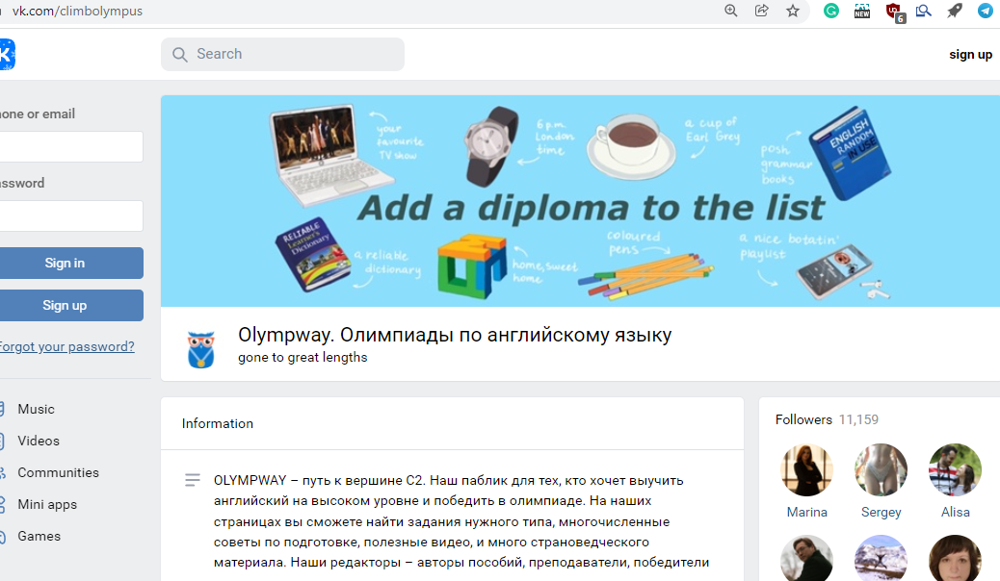 vk.com/climbolympus
6
NEW
Search
sign up
one or email
assword
Sign in
Sign up
Forgot your password?
Music
Videos
Communities
Mini apps
Games
your
favourite
TV show
6 p.m.
London
time
a cup of
Earl Grey
posh
grammar
books
ENGLISH
RANDOM
IN USE
Add a diploma to the list
RELIABLE
Learner's
Dictionary
a reliable
dictionary
home, sweet
home
coloured
pens
a nice boppin'
playlist
Olympway. Олимпиады по английскому языку
gone to great lengths
Information
OLYMPWAY – путь к вершине C2. Наш паблик для тех, кто хочет выучить
английский на высоком уровне и победить в олимпиаде. На наших
страницах вы сможете найти задания нужного типа, многочисленные
советы по подготовке, полезные видео, и много страноведческого
материала. Наши редакторы – авторы пособий, преподаватели, победители
Followers 11,159
Marina
Sergey
Alisa